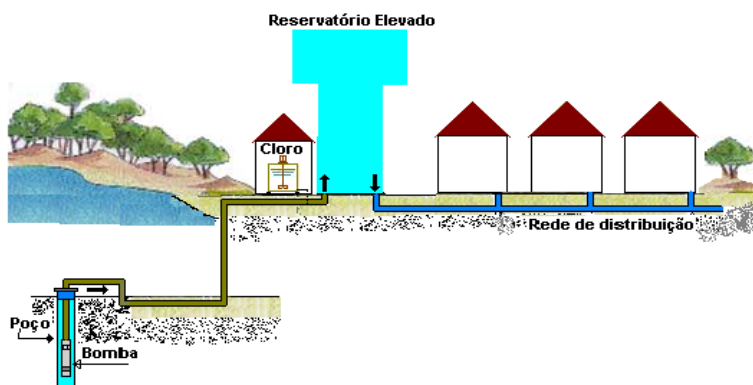 Reservatório Elevado
Cloro
Rede de distribuição
Poço
Bomba